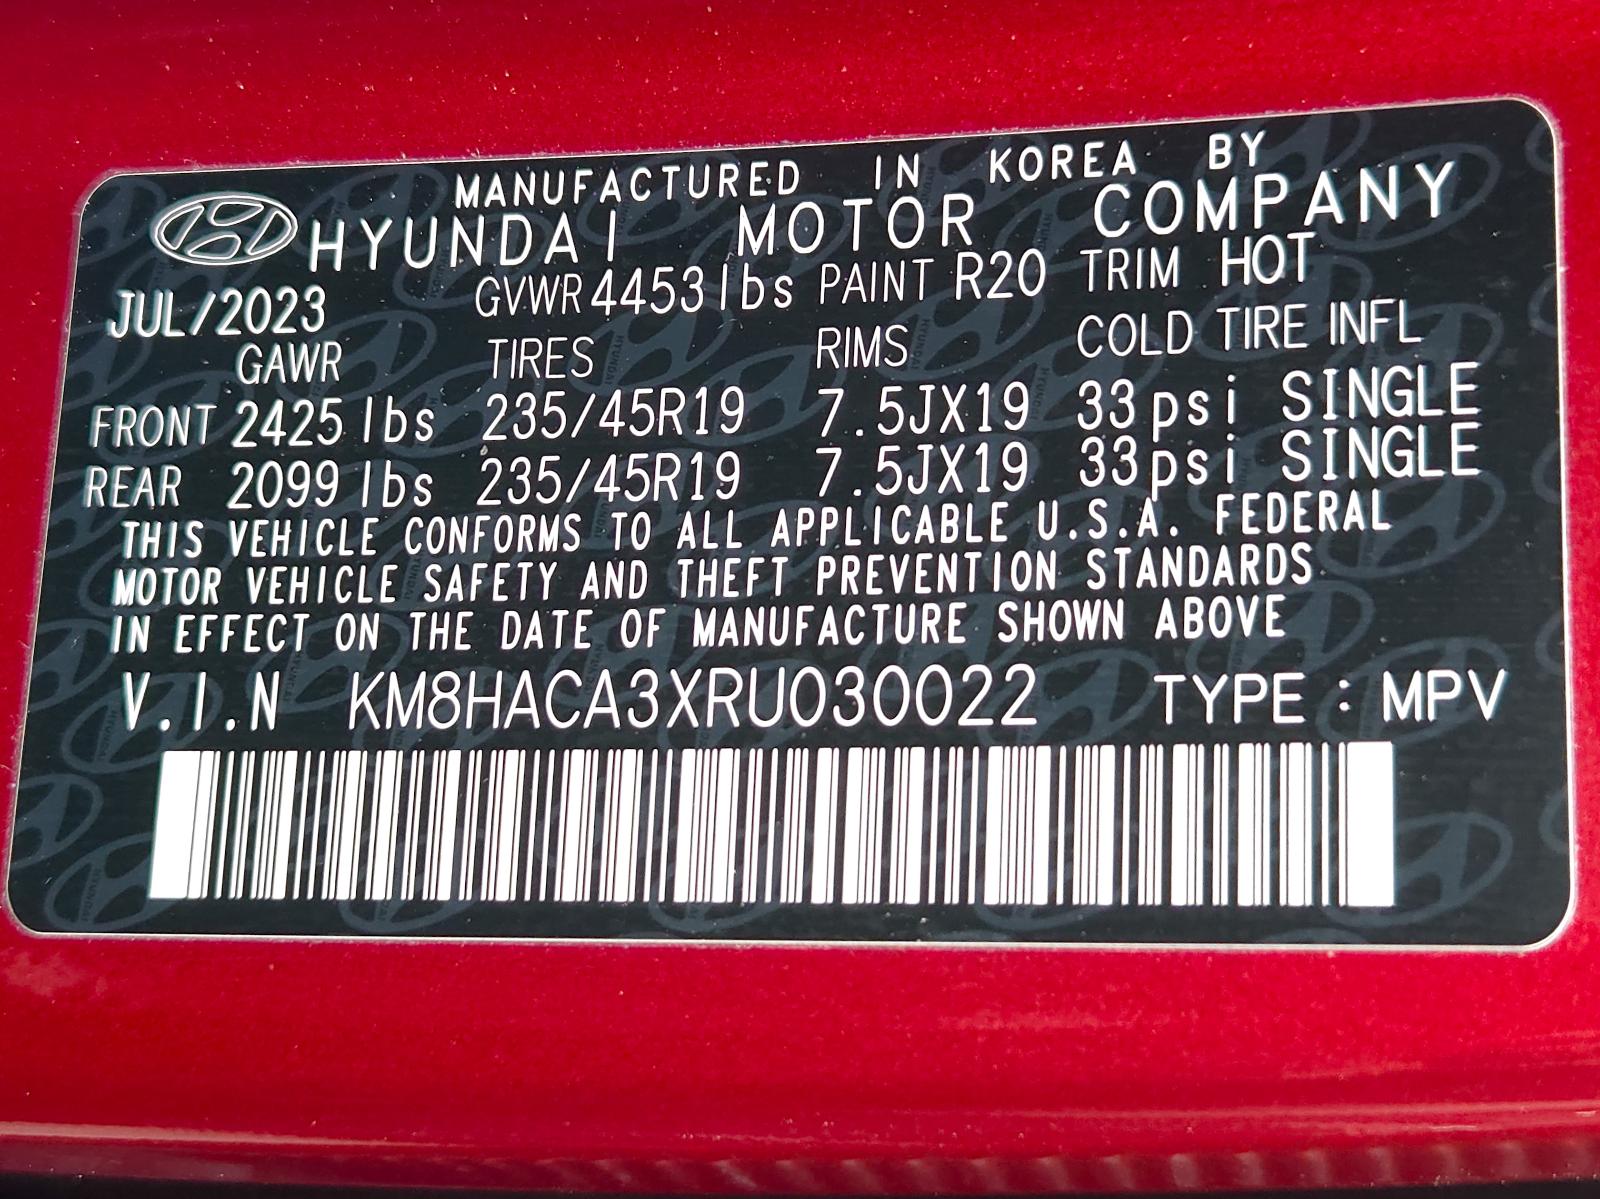 MANUFACTURED IN KOREA BY
HYUNDAI MOTOR COMPANY
JUL/2023 GVWR 4453 lbs PAINT R20 TRIM HOT
GAWR TIRES RIMS COLD TIRE INFL
FRONT 2425 lbs 235/45R19 7.5JX19 33psi SINGLE
REAR 2099 lbs 235/45R19 7.5JX19 33psi SINGLE
THIS VEHICLE CONFORMS TO ALL APPLICABLE U.S.A. FEDERAL
MOTOR VEHICLE SAFETY AND THEFT PREVENTION STANDARDS
IN EFFECT ON THE DATE OF MANUFACTURE SHOWN ABOVE
V.I.N KM8HACA3XRU030022 TYPE : MPV